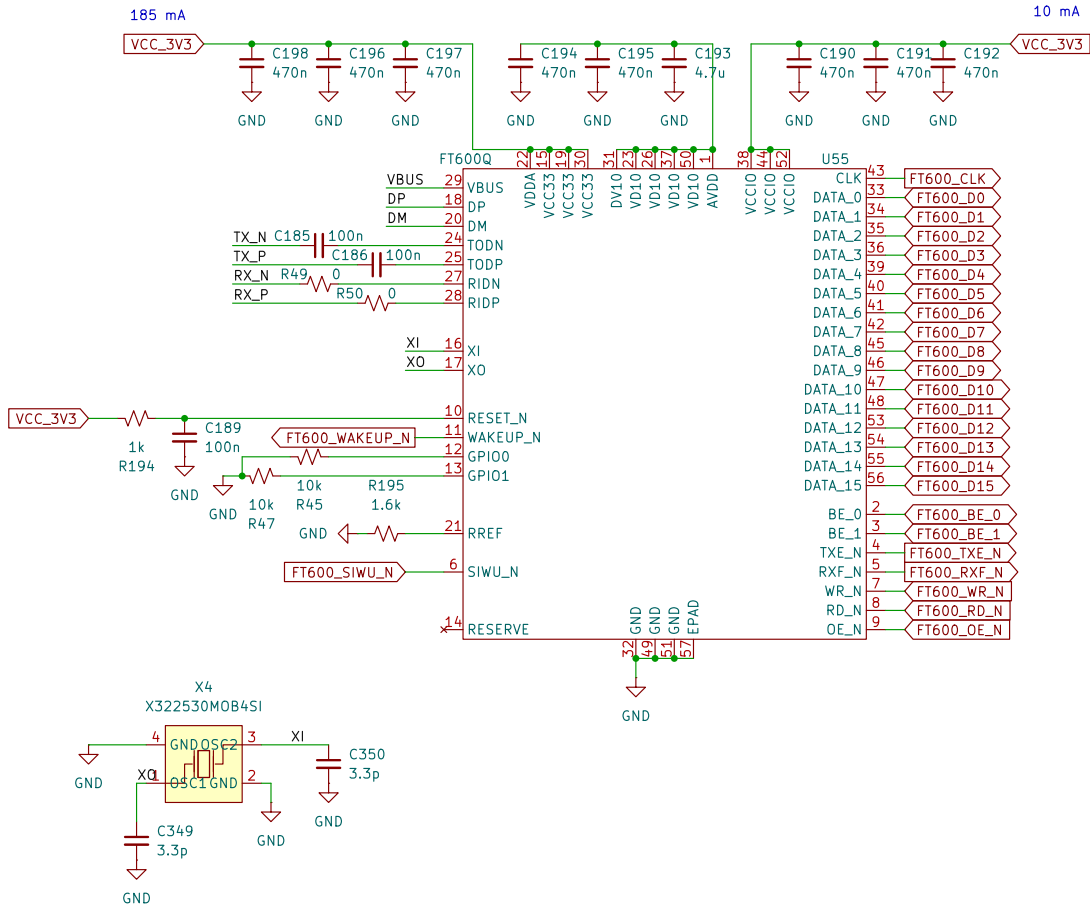 185 mA
10 mA
VCC_3V3
VCC_3V3
C198
470n
GND
C196
470n
GND
C197
470n
GND
C194
470n
GND
C195
470n
GND
C193
4.7u
GND
C190
470n
GND
C191
470n
GND
C192
470n
GND
FT600Q
U55
22 15 19 30 31 23 26 37 50 1 38 44 52
VDDA VCC33 VCC33 VCC33 DV10 VD10 VD10 VD10 VD10 AVDD VCCIO VCCIO VCCIO
VBUS 29 VBUS
DP 18 DP
DM 20 DM
TX_N C185 100n 24 TODN
TX_P C186 100n 25 TODP
RX_N R49 0 27 RIDN
RX_P R50 0 28 RIDP
XI 16 XI
XO 17 XO
VCC_3V3 1k R194 10 RESET_N
C189
100n
GND
FT600_WAKEUP_N 11 WAKEUP_N
12 GPIO0
13 GPIO1
GND
10k
R45
10k
R47
R195
1.6k
GND 21 RREF
FT600_SIWU_N 6 SIWU_N
14 RESERVE
CLK 43 FT600_CLK
DATA_0 33 FT600_D0
DATA_1 34 FT600_D1
DATA_2 35 FT600_D2
DATA_3 36 FT600_D3
DATA_4 39 FT600_D4
DATA_5 40 FT600_D5
DATA_6 41 FT600_D6
DATA_7 42 FT600_D7
DATA_8 45 FT600_D8
DATA_9 46 FT600_D9
DATA_10 47 FT600_D10
DATA_11 48 FT600_D11
DATA_12 53 FT600_D12
DATA_13 54 FT600_D13
DATA_14 55 FT600_D14
DATA_15 56 FT600_D15
BE_0 2 FT600_BE_0
BE_1 3 FT600_BE_1
TXE_N 4 FT600_TXE_N
RXF_N 5 FT600_RXF_N
WR_N 7 FT600_WR_N
RD_N 8 FT600_RD_N
OE_N 9 FT600_OE_N
GND GND GND EPAD
32 49 51 57
GND
X4
X322530MOB4SI
4 GND OSC2 3 XI
XO 1 OSC1 GND 2
GND
GND
C350
3.3p
GND
C349
3.3p
GND